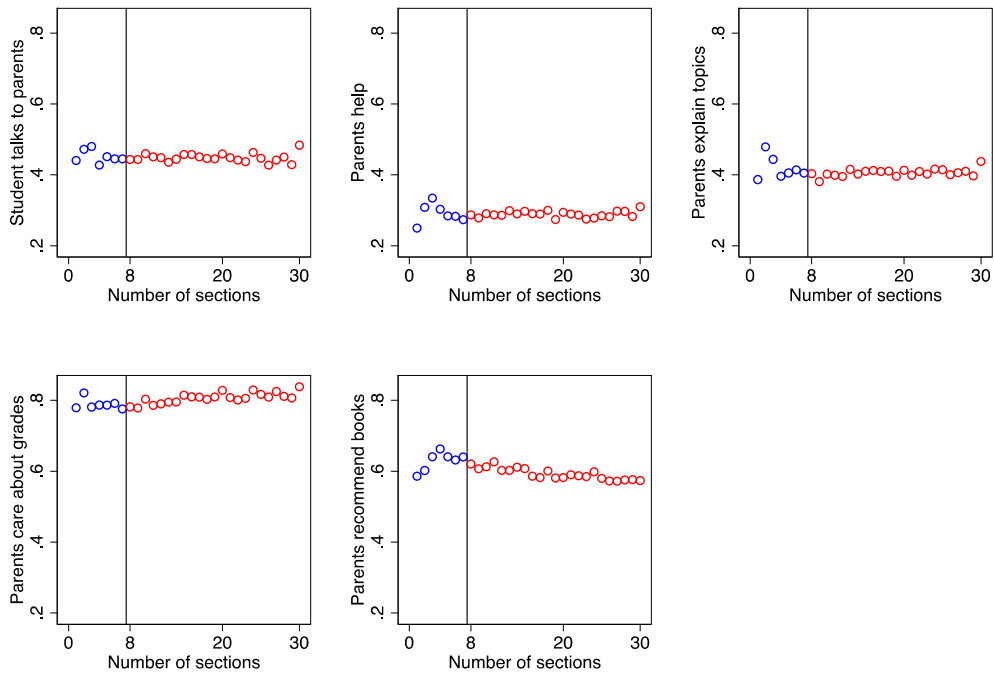 Student talks to parents
.2 .4 .6 .8
0 8 20 30
Number of sections
Parents help
.2 .4 .6 .8
0 8 20 30
Number of sections
Parents explain topics
.2 .4 .6 .8
0 8 20 30
Number of sections
Parents care about grades
.2 .4 .6 .8
0 8 20 30
Number of sections
Parents recommend books
.2 .4 .6 .8
0 8 20 30
Number of sections